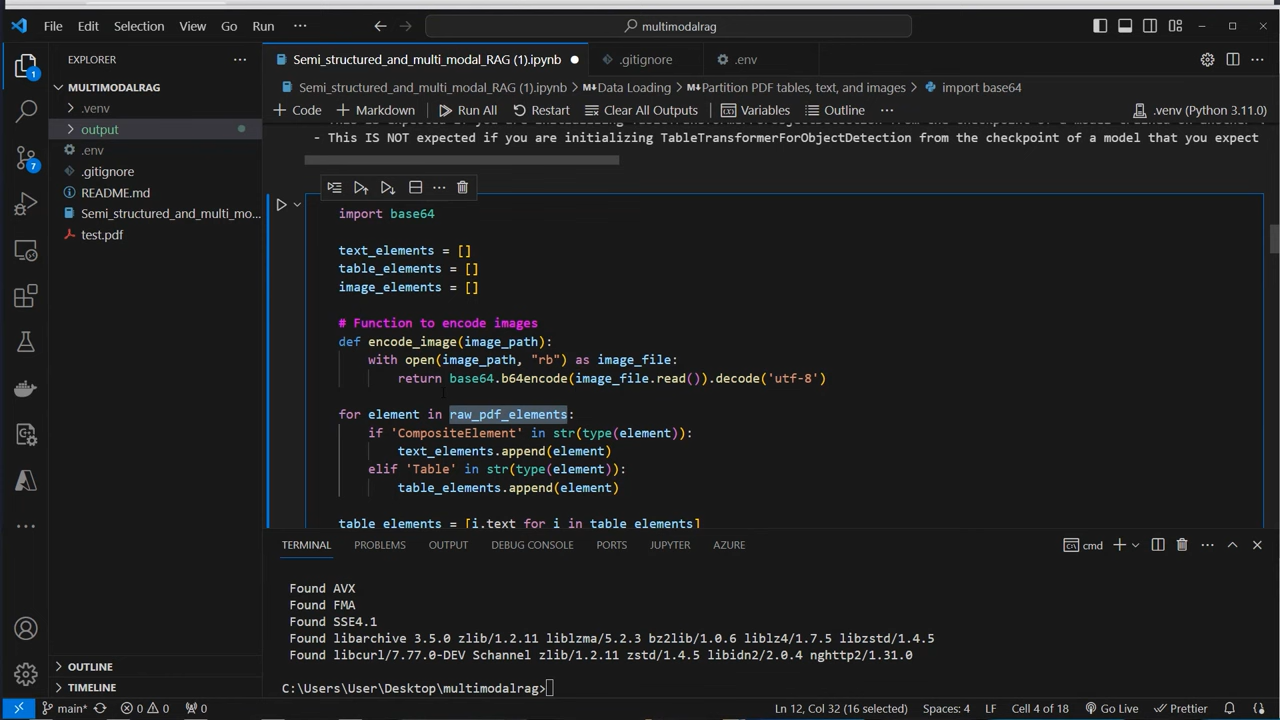 File Edit Selection View Go Run ··· multimodalrag
EXPLORER ···
Semi_structured_and_multi_modal_RAG (1).ipynb .gitignore .env
MULTIMODALRAG
Semi_structured_and_multi_modal_RAG (1).ipynb > Data Loading > Partition PDF tables, text, and images > import base64
.venv
+ Code + Markdown Run All Restart Clear All Outputs Variables Outline ··· .venv (Python 3.11.0)
output
- This IS NOT expected if you are initializing TableTransformerForObjectDetection from the checkpoint of a model that you expect
.env
.gitignore
README.md
Semi_structured_and_multi_mo...
test.pdf
1
7
import base64
text_elements = []
table_elements = []
image_elements = []
# Function to encode images
def encode_image(image_path):
with open(image_path, "rb") as image_file:
return base64.b64encode(image_file.read()).decode('utf-8')
for element in raw_pdf_elements:
if 'CompositeElement' in str(type(element)):
text_elements.append(element)
elif 'Table' in str(type(element)):
table_elements.append(element)
table_elements = [i.text for i in table_elements]
TERMINAL PROBLEMS OUTPUT DEBUG CONSOLE PORTS JUPYTER AZURE cmd
Found AVX
Found FMA
Found SSE4.1
Found libarchive 3.5.0 zlib/1.2.11 liblzma/5.2.3 bz2lib/1.0.6 liblz4/1.7.5 libzstd/1.4.5
Found libcurl/7.77.0-DEV Schannel zlib/1.2.11 zstd/1.4.5 libidn2/2.0.4 nghttp2/1.31.0
C:\Users\User\Desktop\multimodalrag>
OUTLINE
TIMELINE
main* 0 0 0 Ln 12, Col 32 (16 selected) Spaces: 4 LF Cell 4 of 18 Go Live Prettier